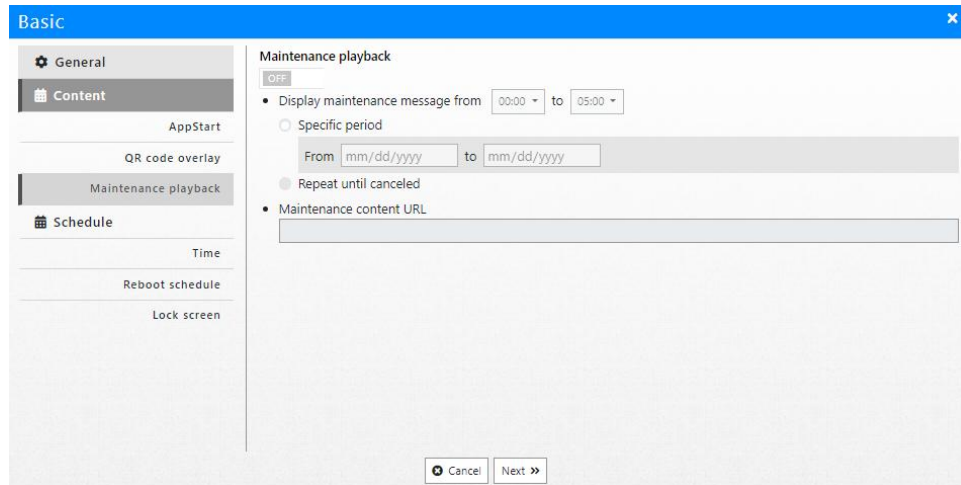 Basic
General
Content
AppStart
QR code overlay
Maintenance playback
Schedule
Time
Reboot schedule
Lock screen
Maintenance playback
OFF
Display maintenance message from 00:00 to 05:00
Specific period
From mm/dd/yyyy to mm/dd/yyyy
Repeat until canceled
Maintenance content URL
Cancel Next »